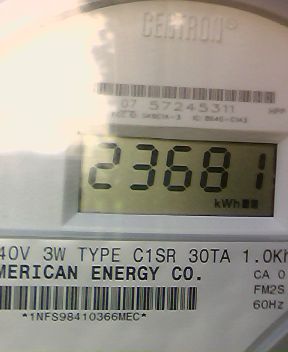 CENTRON®
07 57245311
23681
kWh
40V 3W TYPE C1SR 30TA 1.0Kh
MERICAN ENERGY CO.
CA 0
FM2S
60Hz
*1NFS98410366MEC*